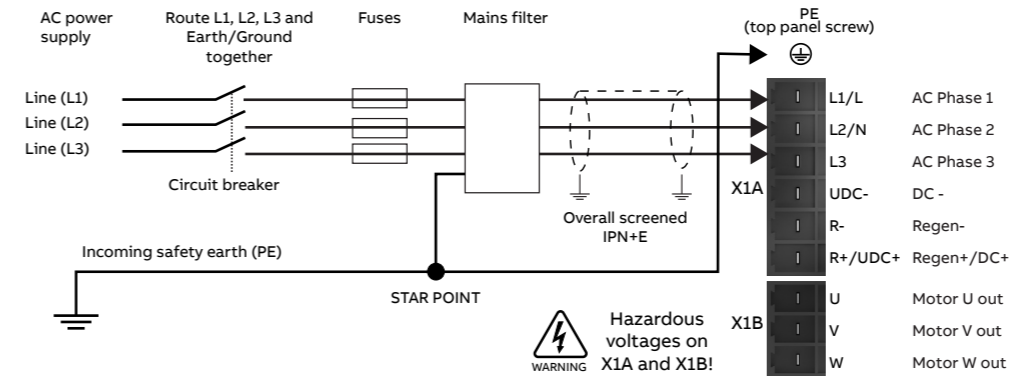 AC power
supply
Route L1, L2, L3 and
Earth/Ground
together
Fuses
Mains filter
PE
(top panel screw)
Line (L1)
Line (L2)
Line (L3)
Circuit breaker
Overall screened
IPN+E
Incoming safety earth (PE)
STAR POINT
WARNING
Hazardous
voltages on
X1A and X1B!
X1A
L1/L AC Phase 1
L2/N AC Phase 2
L3 AC Phase 3
UDC- DC -
R- Regen-
R+/UDC+ Regen+/DC+
X1B
U Motor U out
V Motor V out
W Motor W out